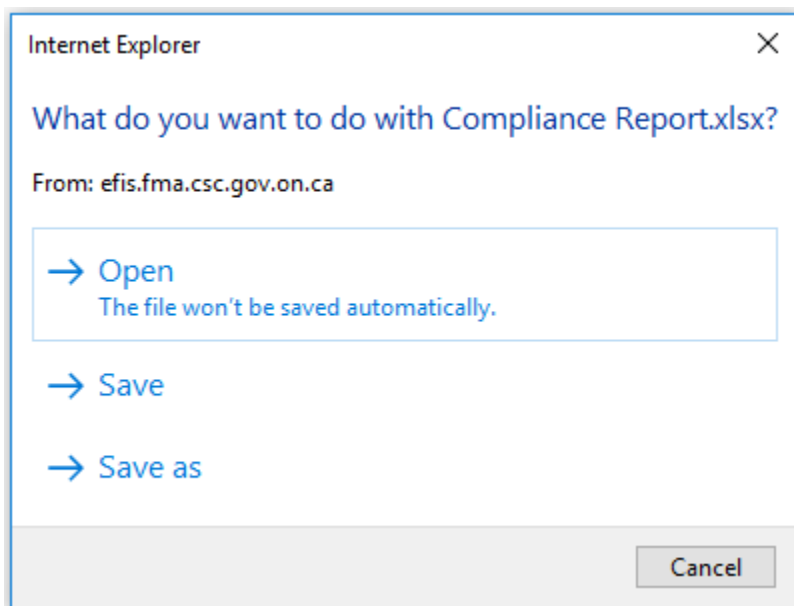 Internet Explorer
What do you want to do with Compliance Report.xlsx?
From: efis.fma.csc.gov.on.ca
Open
The file won't be saved automatically.
Save
Save as
Cancel